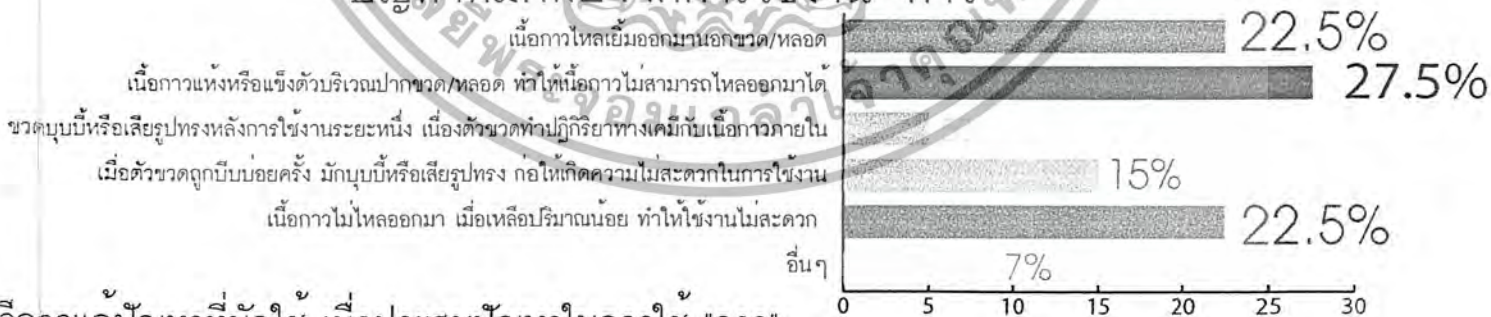 เนื้อกาวไหลเยิ้มออกมานอกขวด/หลอด
22.5%
เนื้อกาวแห้งหรือแข็งตัวบริเวณปากขวด/หลอด ทำให้เนื้อกาวไม่สามารถไหลออกมาได้
27.5%
ขวดบุบบี้หรือเสียรูปทรงหลังการใช้งานระยะหนึ่ง เนื่องตัวขวดทำปฏิกิริยาทางเคมีกับเนื้อกาวภายใน
เมื่อตัวขวดถูกบีบบ่อยครั้ง มักบุบบี้หรือเสียรูปทรง ก่อให้เกิดความไม่สะดวกในการใช้งาน
15%
เนื้อกาวไม่ไหลออกมา เมื่อเหลือปริมาณน้อย ทำให้ใช้งานไม่สะดวก
22.5%
อื่นๆ
7%
0 5 10 15 20 25 30